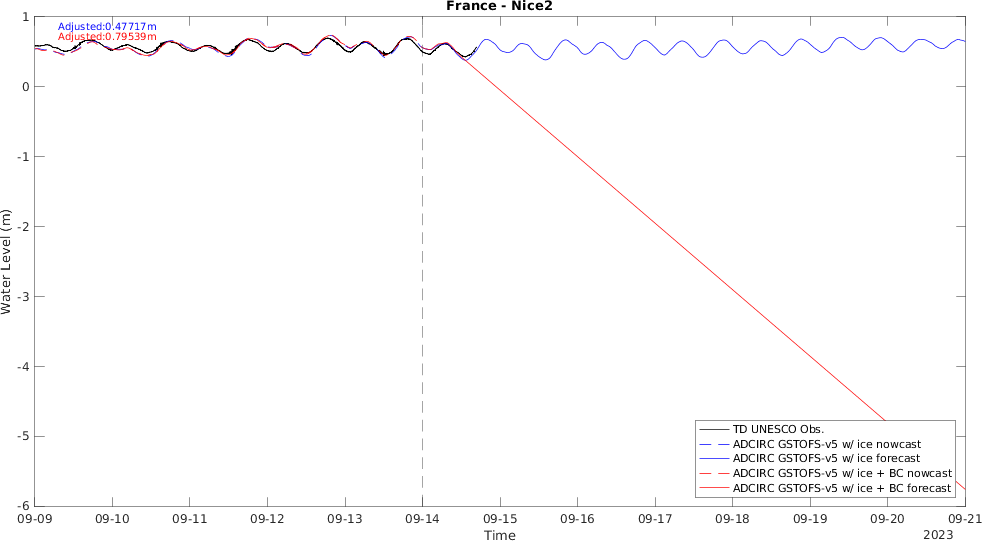 France - Nice2
Adjusted:0.47717m
Adjusted:0.79539m
1
0
-1
-2
-3
-4
-5
-6
Water Level (m)
TD UNESCO Obs.
ADCIRC GSTOFS-v5 w/ ice nowcast
ADCIRC GSTOFS-v5 w/ ice forecast
ADCIRC GSTOFS-v5 w/ ice + BC nowcast
ADCIRC GSTOFS-v5 w/ ice + BC forecast
09-09 09-10 09-11 09-12 09-13 09-14 09-15 09-16 09-17 09-18 09-19 09-20 09-21
Time
2023